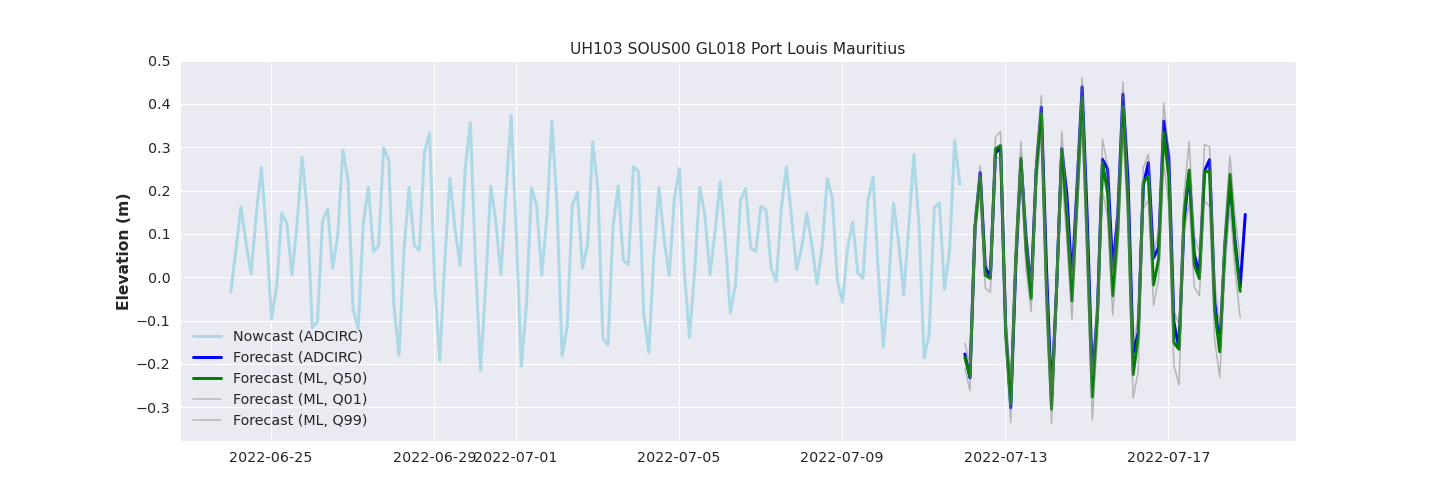 UH103 SOUS00 GL018 Port Louis Mauritius
Elevation (m)
0.5
0.4
0.3
0.2
0.1
0.0
−0.1
−0.2
−0.3
Nowcast (ADCIRC)
Forecast (ADCIRC)
Forecast (ML, Q50)
Forecast (ML, Q01)
Forecast (ML, Q99)
2022-06-25 2022-06-29 2022-07-01 2022-07-05 2022-07-09 2022-07-13 2022-07-17